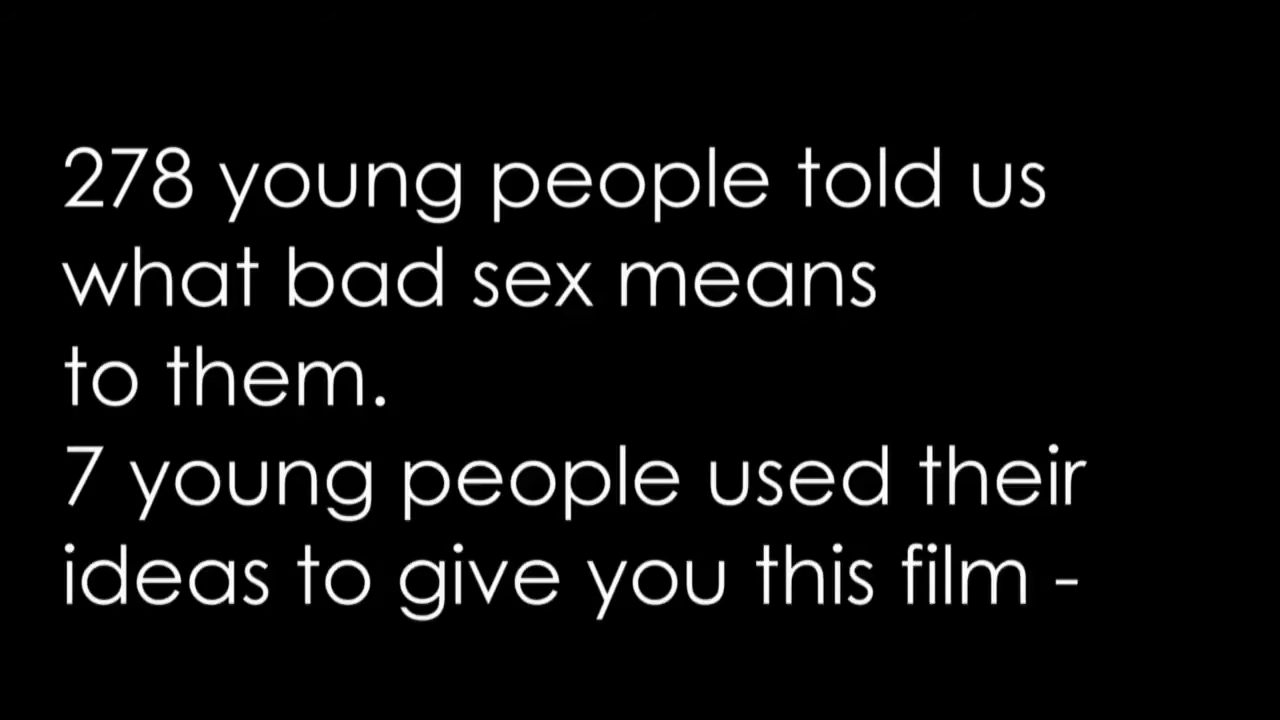 278 young people told us
what bad sex means
to them.
7 young people used their
ideas to give you this film -